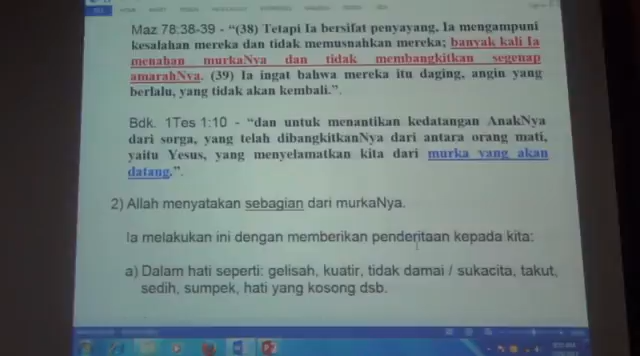 Maz 78:38-39 - “(38) Tetapi Ia bersifat penyayang, Ia mengampuni
kesalahan mereka dan tidak memusnahkan mereka; banyak kali Ia
menahan murkaNya dan tidak membangkitkan segenap
amarahNya. (39) Ia ingat bahwa mereka itu daging, angin yang
berlalu, yang tidak akan kembali.”.
Bdk. 1Tes 1:10 - “dan untuk menantikan kedatangan AnakNya
dari sorga, yang telah dibangkitkanNya dari antara orang mati,
yaitu Yesus, yang menyelamatkan kita dari murka yang akan
datang.”.
2) Allah menyatakan sebagian dari murkaNya.
Ia melakukan ini dengan memberikan penderitaan kepada kita:
a) Dalam hati seperti: gelisah, kuatir, tidak damai / sukacita, takut,
sedih, sumpek, hati yang kosong dsb.